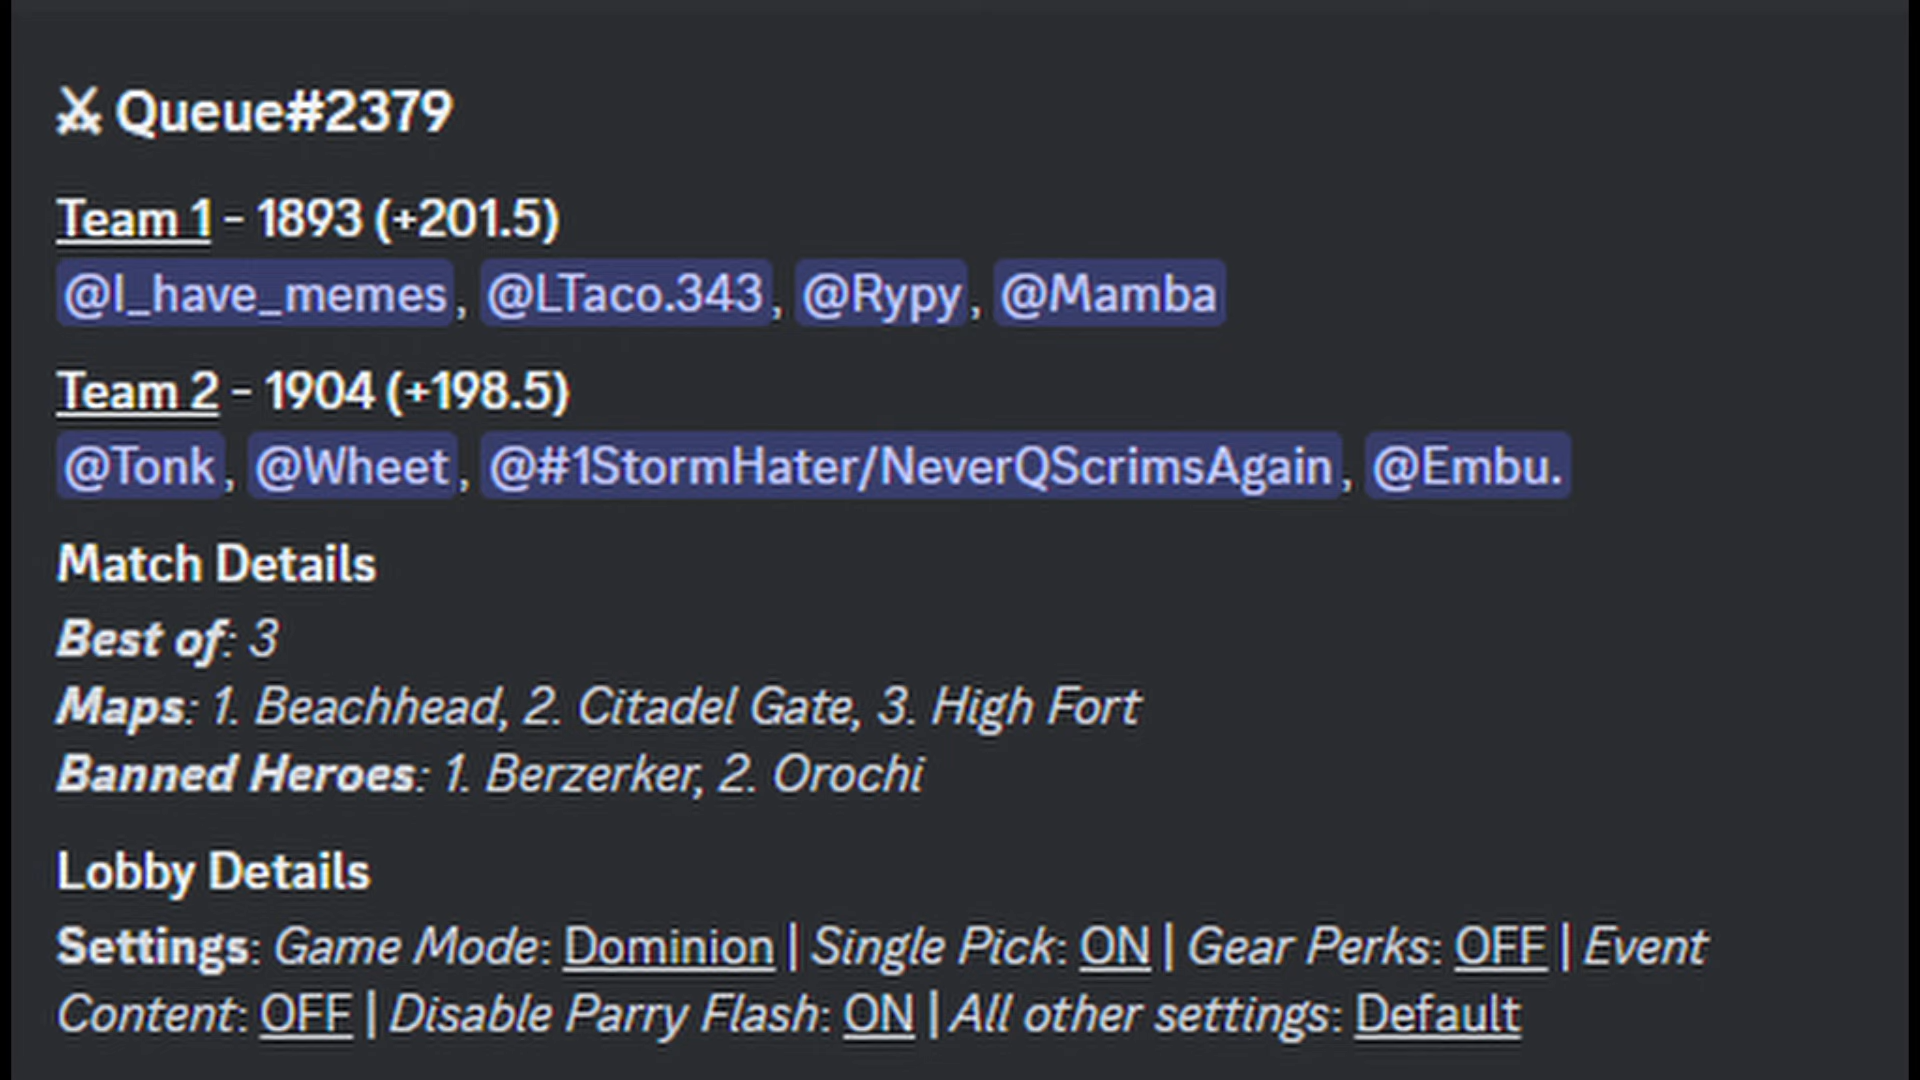 ⚔ Queue#2379
Team 1 - 1893 (+201.5)
@I_have_memes, @LTaco.343, @Rypy, @Mamba
Team 2 - 1904 (+198.5)
@Tonk, @Wheet, @#1StormHater/NeverQScrimsAgain, @Embu.
Match Details
Best of: 3
Maps: 1. Beachhead, 2. Citadel Gate, 3. High Fort
Banned Heroes: 1. Berzerker, 2. Orochi
Lobby Details
Settings: Game Mode: Dominion | Single Pick: ON | Gear Perks: OFF | Event
Content: OFF | Disable Parry Flash: ON | All other settings: Default